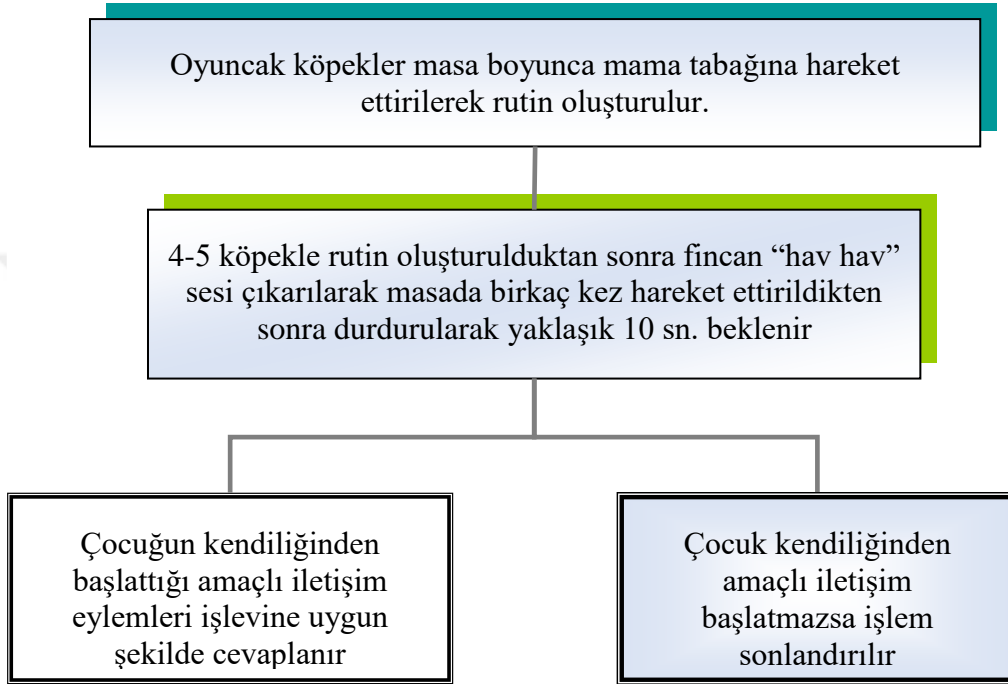 Oyuncak köpekler masa boyunca mama tabağına hareket
ettirilerek rutin oluşturulur.
4-5 köpekle rutin oluşturulduktan sonra fincan “hav hav”
sesi çıkarılarak masada birkaç kez hareket ettirildikten
sonra durdurularak yaklaşık 10 sn. beklenir
Çocuğun kendiliğinden
başlattığı amaçlı iletişim
eylemleri işlevine uygun
şekilde cevaplanır
Çocuk kendiliğinden
amaçlı iletişim
başlatmazsa işlem
sonlandırılır